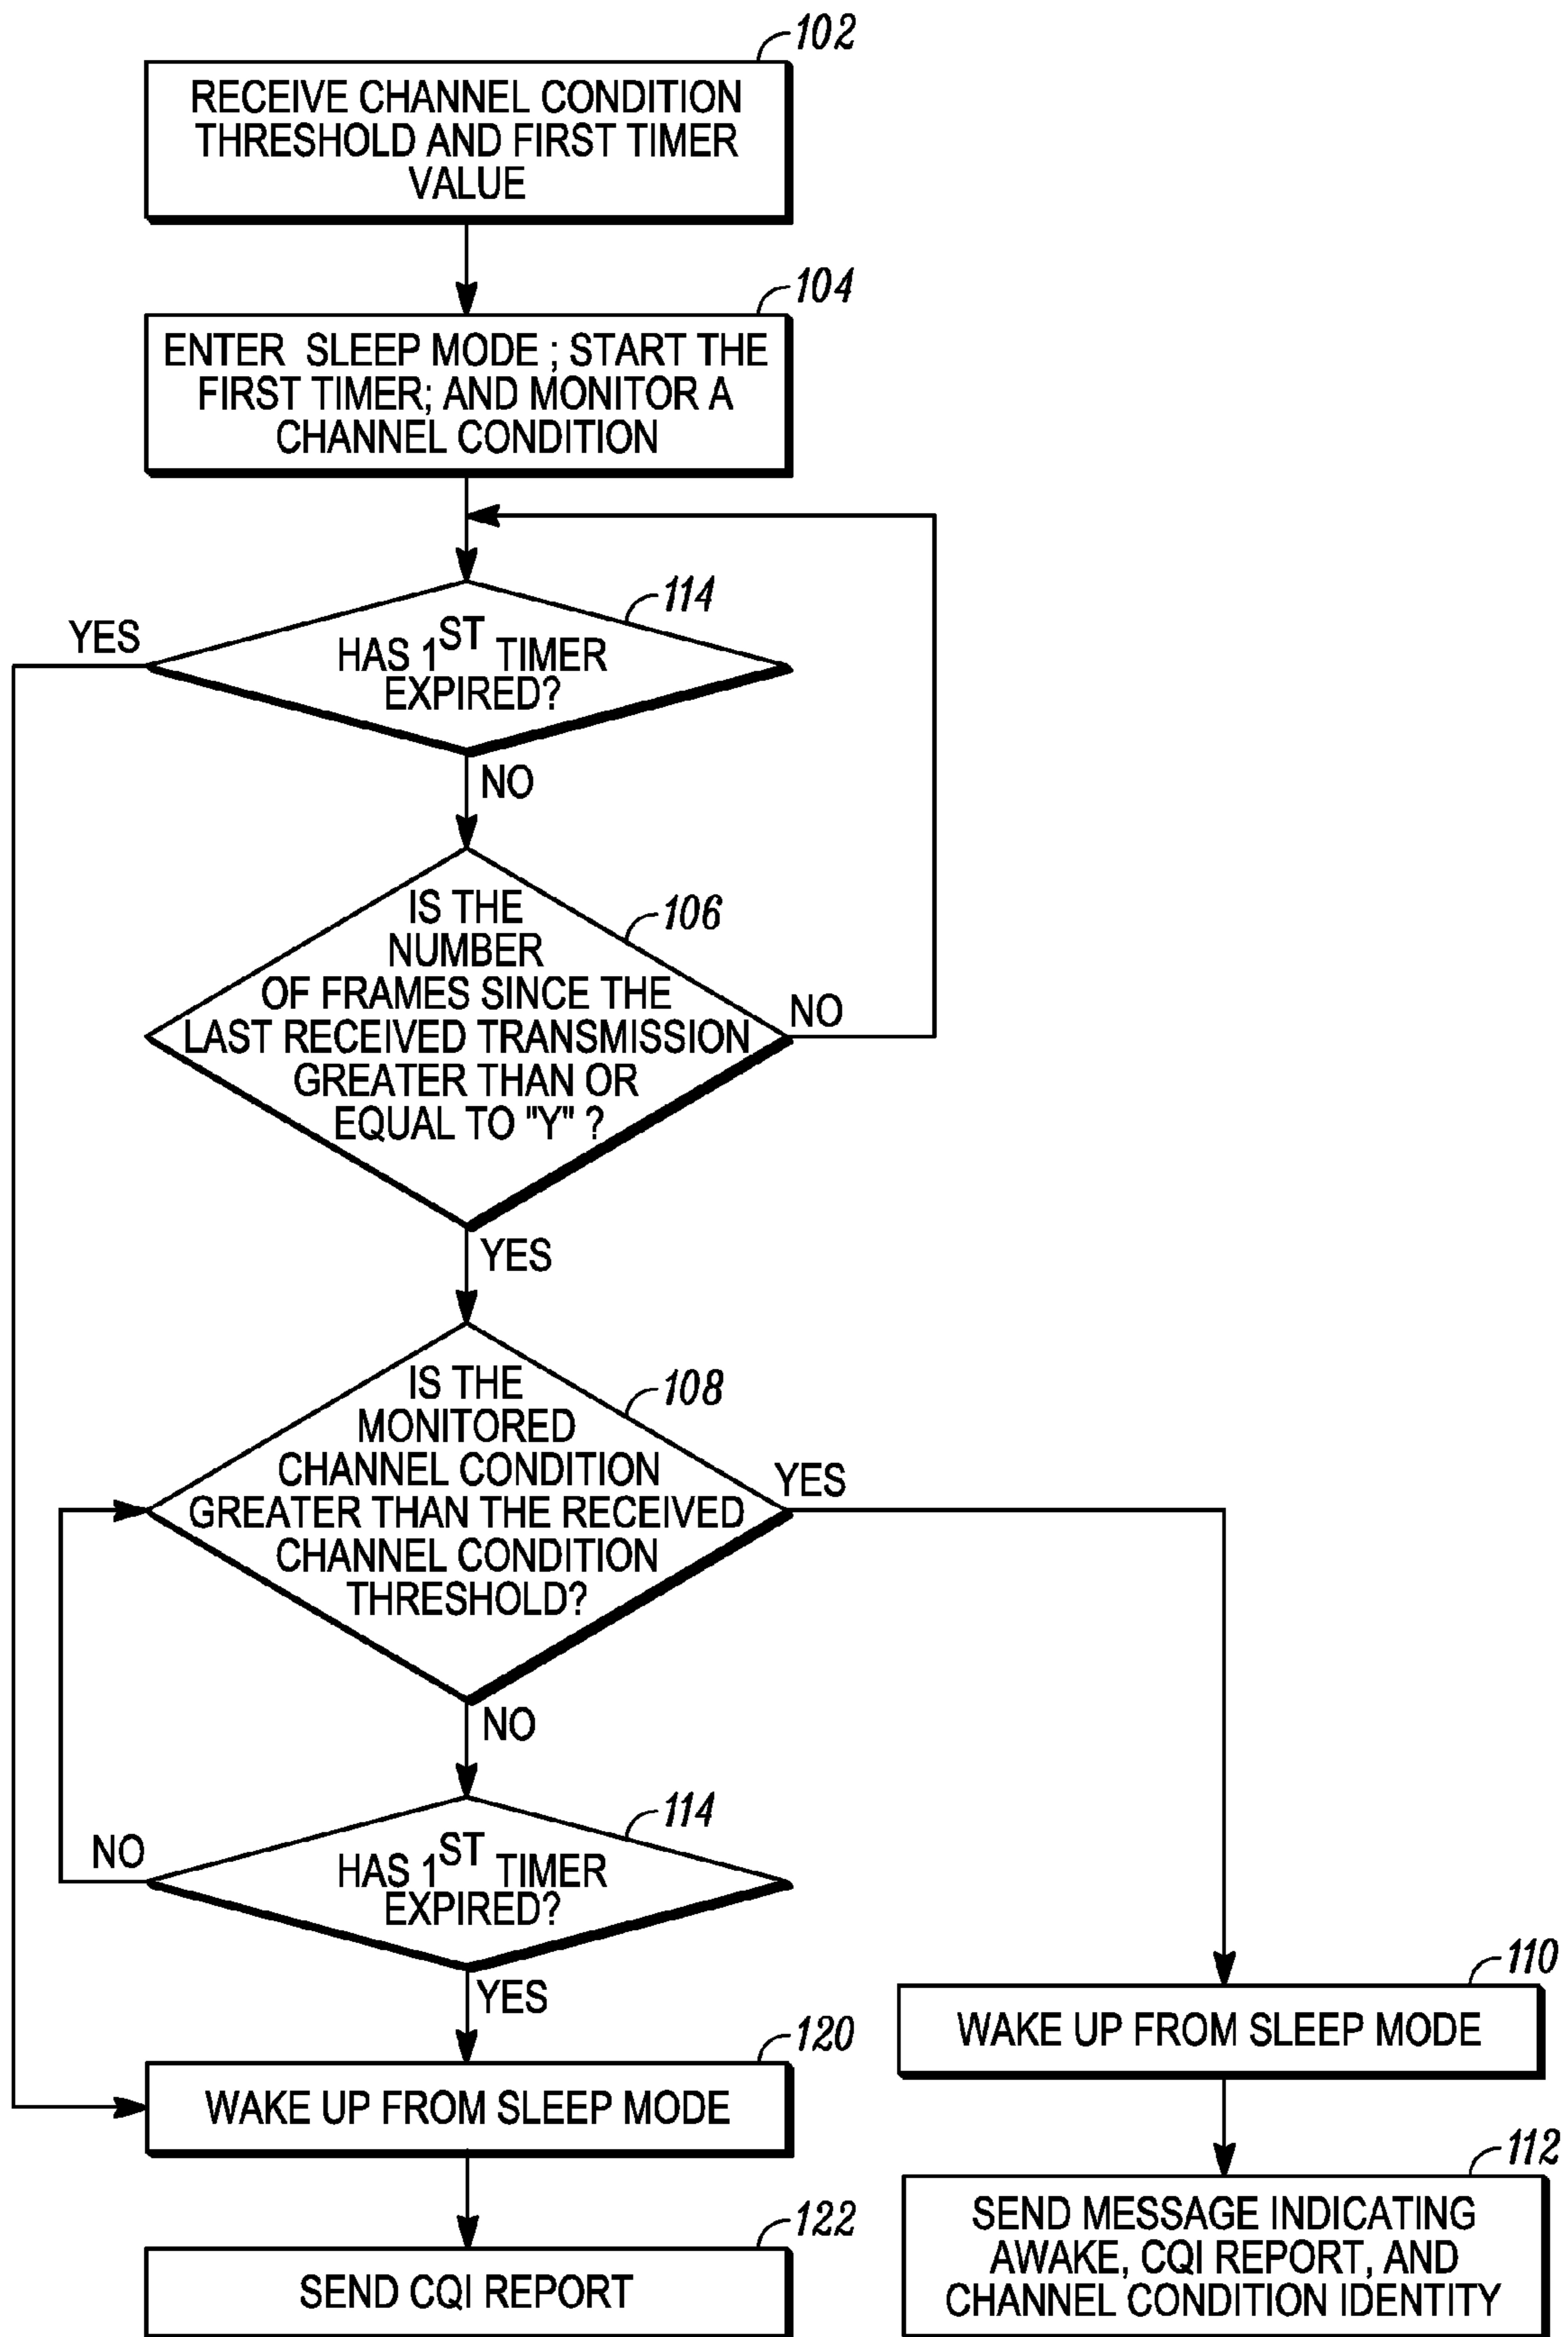 102
RECEIVE CHANNEL CONDITION
THRESHOLD AND FIRST TIMER
VALUE
104
ENTER SLEEP MODE ; START THE
FIRST TIMER; AND MONITOR A
CHANNEL CONDITION
114
YES
HAS 1ST TIMER
EXPIRED?
NO
106
IS THE
NUMBER
OF FRAMES SINCE THE
LAST RECEIVED TRANSMISSION
GREATER THAN OR
EQUAL TO "Y" ?
NO
YES
108
IS THE
MONITORED
CHANNEL CONDITION
GREATER THAN THE RECEIVED
CHANNEL CONDITION
THRESHOLD?
YES
NO
114
NO
HAS 1ST TIMER
EXPIRED?
YES
110
WAKE UP FROM SLEEP MODE
120
WAKE UP FROM SLEEP MODE
112
SEND MESSAGE INDICATING
AWAKE, CQI REPORT, AND
CHANNEL CONDITION IDENTITY
122
SEND CQI REPORT